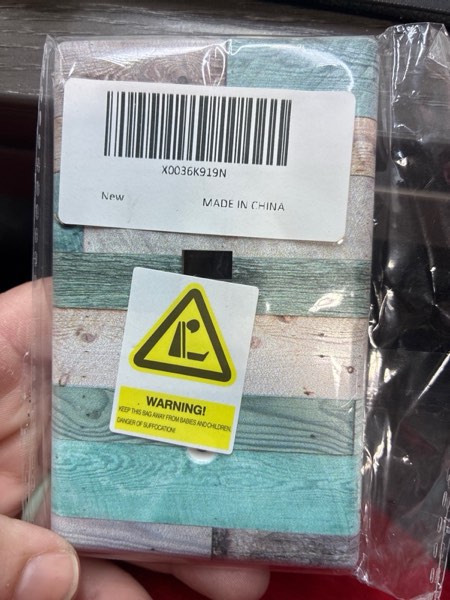 X0036K919N
New
MADE IN CHINA
WARNING!
KEEP THIS BAG AWAY FROM BABIES AND CHILDREN
DANGER OF SUFFOCATION!